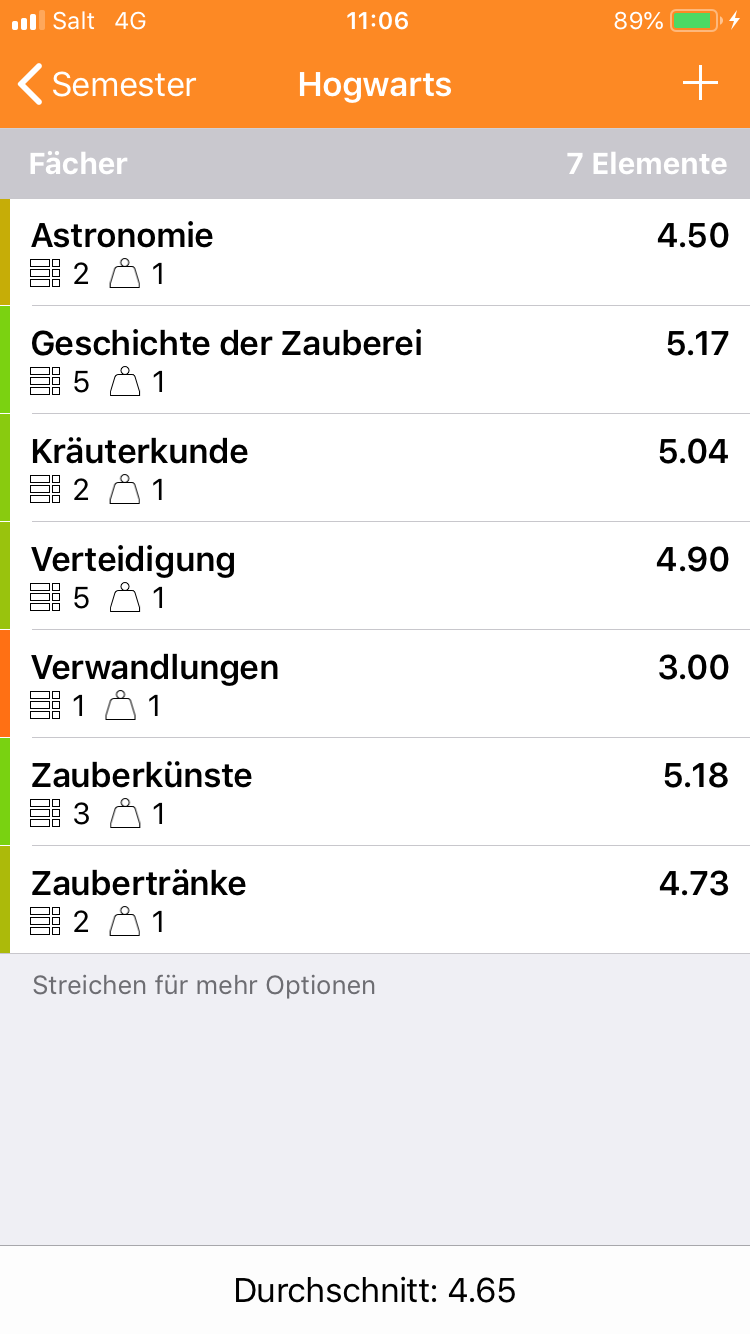 Salt 4G 11:06 89%
Semester Hogwarts
Fächer 7 Elemente
Astronomie 4.50
2 1
Geschichte der Zauberei 5.17
5 1
Kräuterkunde 5.04
2 1
Verteidigung 4.90
5 1
Verwandlungen 3.00
1 1
Zauberkünste 5.18
3 1
Zaubertränke 4.73
2 1
Streichen für mehr Optionen
Durchschnitt: 4.65